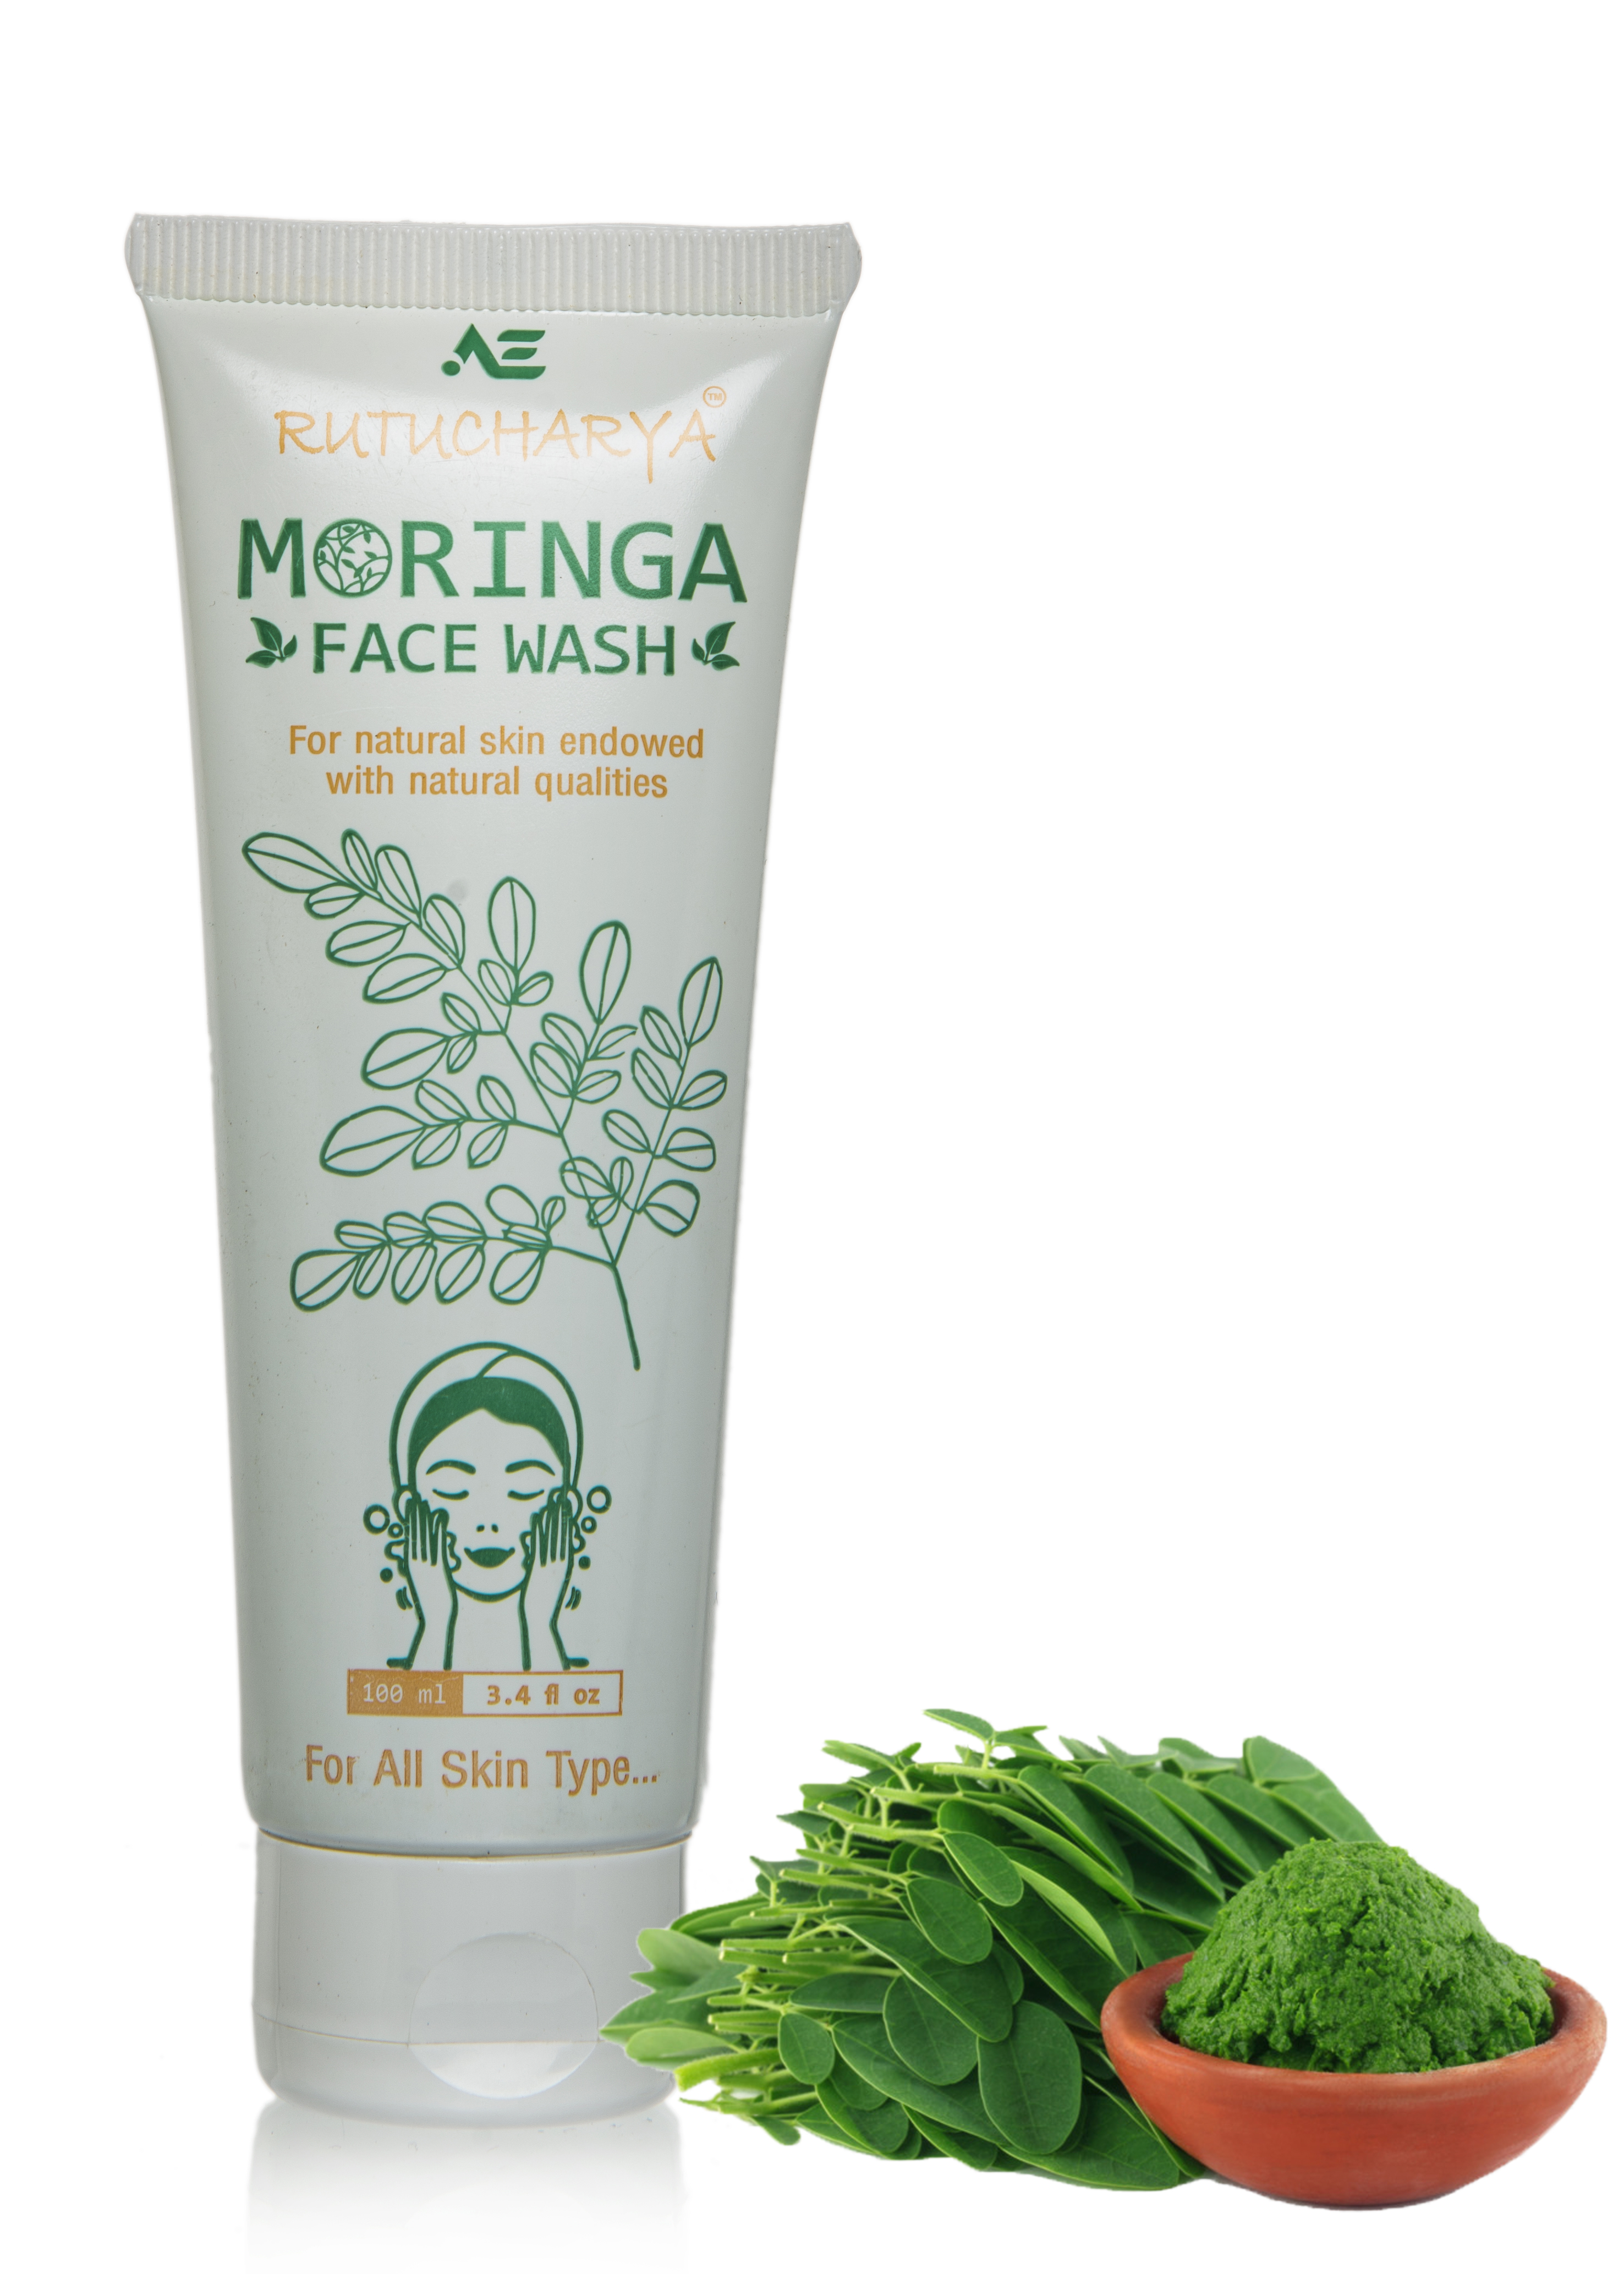 AE
RUTUCHARYA™
MORINGA
FACE WASH
For natural skin endowed
with natural qualities
100 ml 3.4 fl oz
For All Skin Type...